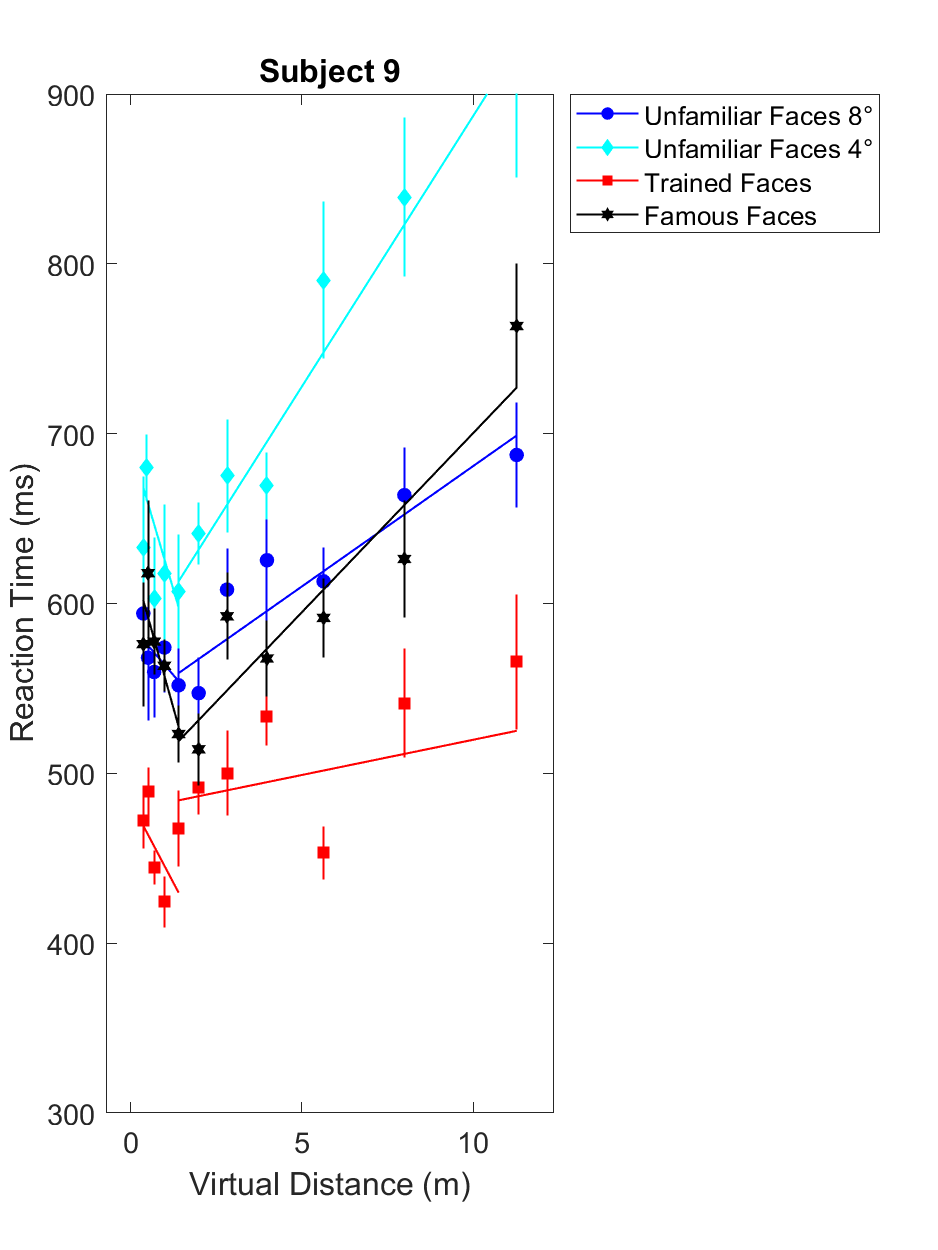 Subject 9
900
800
700
600
500
400
300
0
5
10
Virtual Distance (m)
Reaction Time (ms)
Unfamiliar Faces 8°
Unfamiliar Faces 4°
Trained Faces
Famous Faces